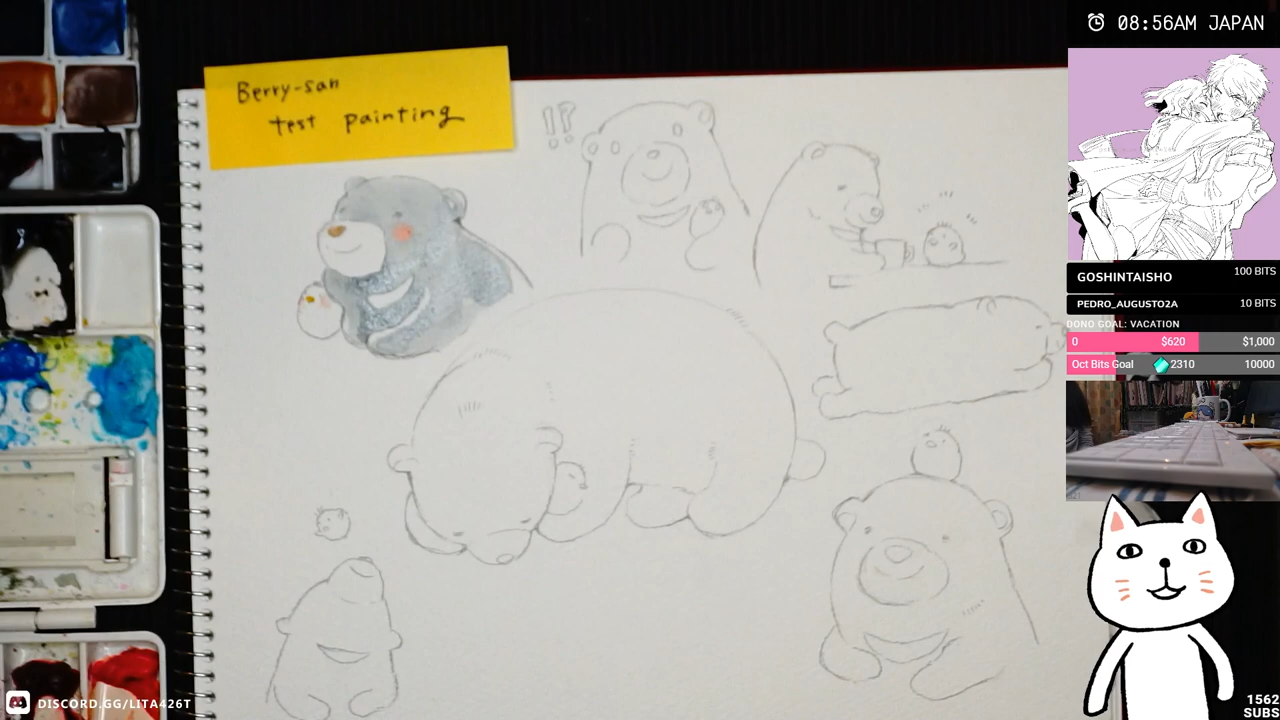 08:56AM JAPAN
Berry-san
test painting
!?
GOSHINTAISHO 100 BITS
PEDRO_AUGUSTO2A 10 BITS
DONO GOAL: VACATION
0 $620 $1,000
Oct Bits Goal 2310 10000
DISCORD.GG/LITA426T
1562
SUBS